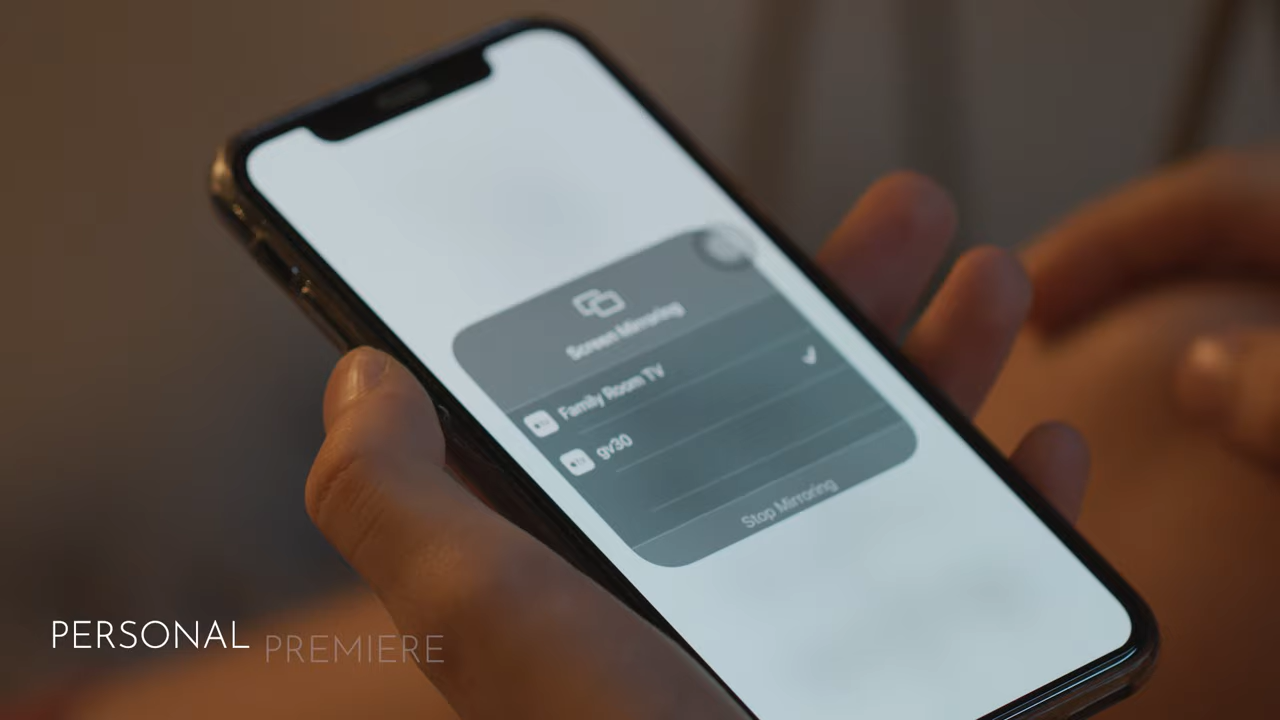 Screen Mirroring
Family Room TV
gv30
Stop Mirroring
PERSONAL PREMIERE